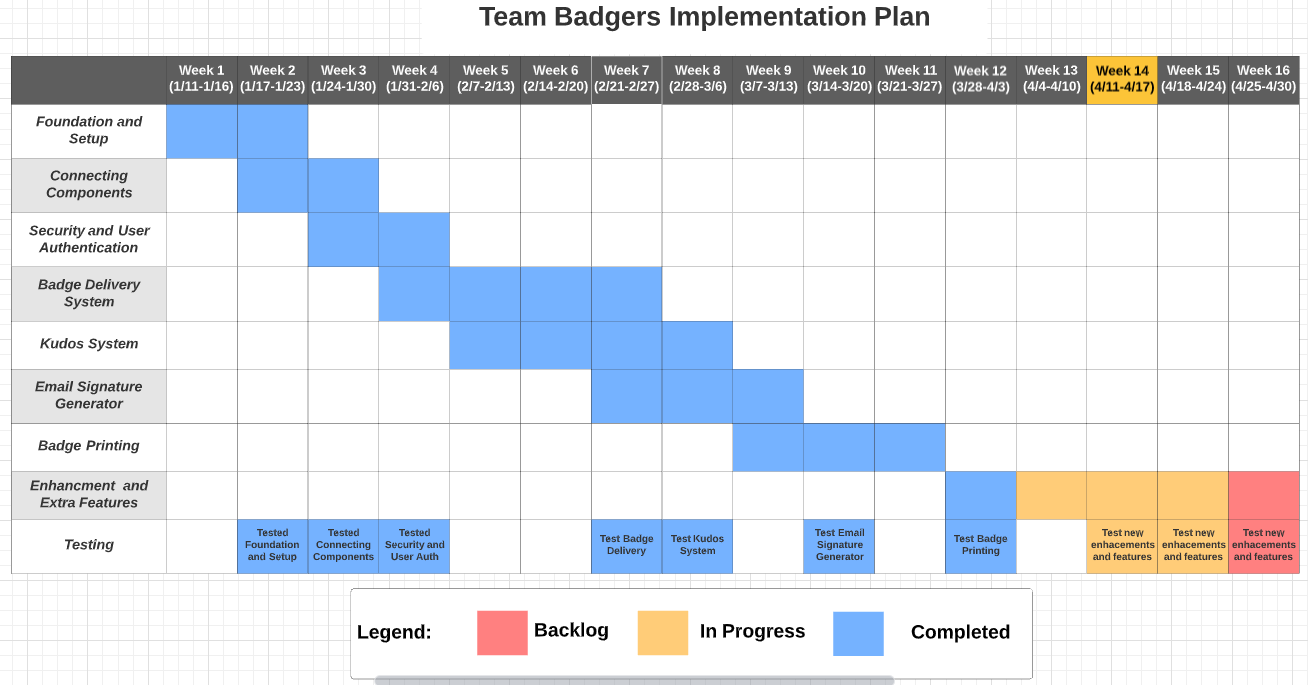 Team Badgers Implementation Plan
Week 1 Week 2 Week 3 Week 4 Week 5 Week 6 Week 7 Week 8 Week 9 Week 10 Week 11 Week 12 Week 13 Week 14 Week 15 Week 16
(1/11-1/16) (1/17-1/23) (1/24-1/30) (1/31-2/6) (2/7-2/13) (2/14-2/20) (2/21-2/27) (2/28-3/6) (3/7-3/13) (3/14-3/20) (3/21-3/27) (3/28-4/3) (4/4-4/10) (4/11-4/17) (4/18-4/24) (4/25-4/30)
Foundation and
Setup
Connecting
Components
Security and User
Authentication
Badge Delivery
System
Kudos System
Email Signature
Generator
Badge Printing
Enhancment and
Extra Features
Testing
Tested
Foundation
and Setup
Tested
Connecting
Components
Tested
Security and
User Auth
Test Badge
Delivery
Test Kudos
System
Test Email
Signature
Generator
Test Badge
Printing
Test new
enhacements
and features
Test new
enhacements
and features
Test new
enhacements
and features
Legend: Backlog In Progress Completed